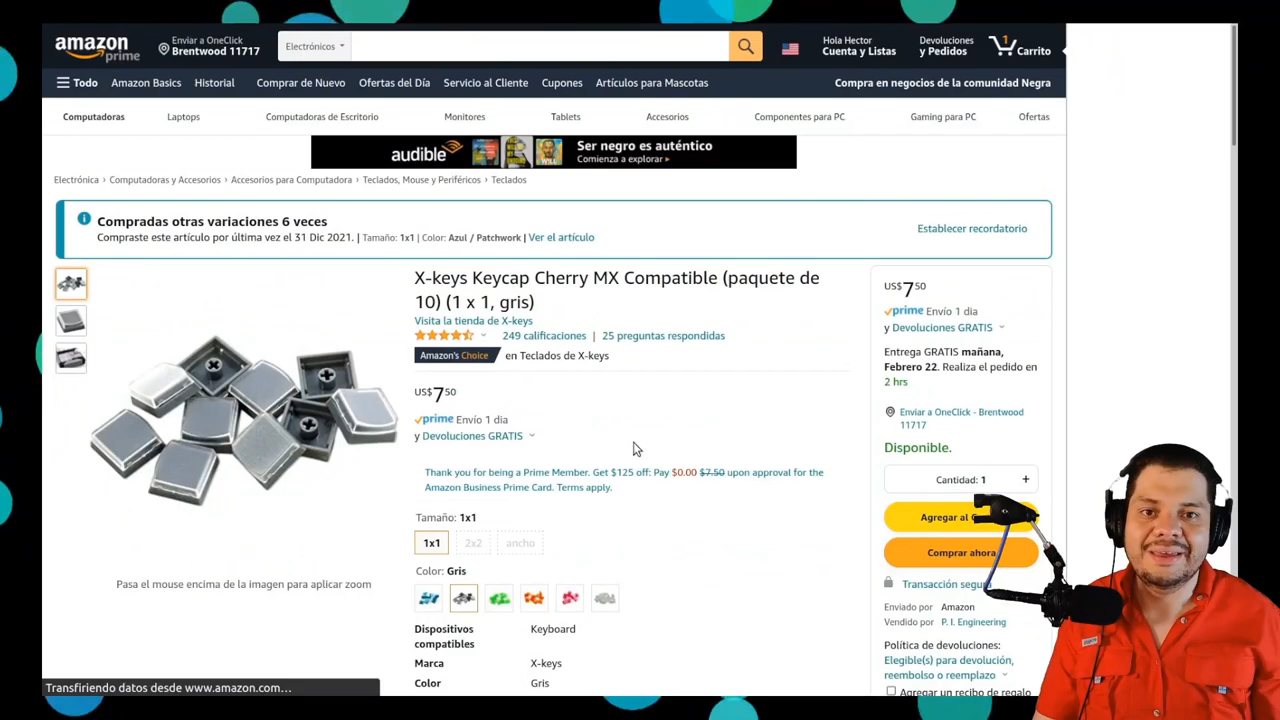 amazon prime
Enviar a OneClick
Brentwood 11717
Electrónicos
Hola Hector
Cuenta y Listas
Devoluciones
y Pedidos
1
Carrito
Todo
Amazon Basics
Historial
Comprar de Nuevo
Ofertas del Día
Servicio al Cliente
Cupones
Artículos para Mascotas
Compra en negocios de la comunidad Negra
Computadoras
Laptops
Computadoras de Escritorio
Monitores
Tablets
Accesorios
Componentes para PC
Gaming para PC
Ofertas
audible
Ser negro es auténtico
Comienza a explorar ▸
Electrónica › Computadoras y Accesorios › Accesorios para Computadora › Teclados, Mouse y Periféricos › Teclados
Compradas otras variaciones 6 veces
Compraste este artículo por última vez el 31 Dic 2021. | Tamaño: 1x1 | Color: Azul / Patchwork | Ver el artículo
Establecer recordatorio
X-keys Keycap Cherry MX Compatible (paquete de
10) (1 x 1, gris)
Visita la tienda de X-keys
249 calificaciones | 25 preguntas respondidas
Amazon's Choice en Teclados de X-keys
US$7 50
prime Envío 1 dia
y Devoluciones GRATIS
Thank you for being a Prime Member. Get $125 off: Pay $0.00 $7.50 upon approval for the
Amazon Business Prime Card. Terms apply.
Tamaño: 1x1
1x1
2x2
ancho
Color: Gris
Dispositivos compatibles
Keyboard
Marca
X-keys
Color
Gris
Pasa el mouse encima de la imagen para aplicar zoom
US$7 50
prime Envío 1 dia
y Devoluciones GRATIS
Entrega GRATIS mañana,
Febrero 22. Realiza el pedido en
2 hrs
Enviar a OneClick - Brentwood
11717
Disponible.
Cantidad: 1
+
Agregar al
Comprar ahora
Transacción
Enviado por Amazon
Vendido por P. I. Engineering
Política de devoluciones:
Elegible(s) para devolución,
reembolso o reemplazo
Agregar un recibo de regalo
Transfiriendo datos desde www.amazon.com...